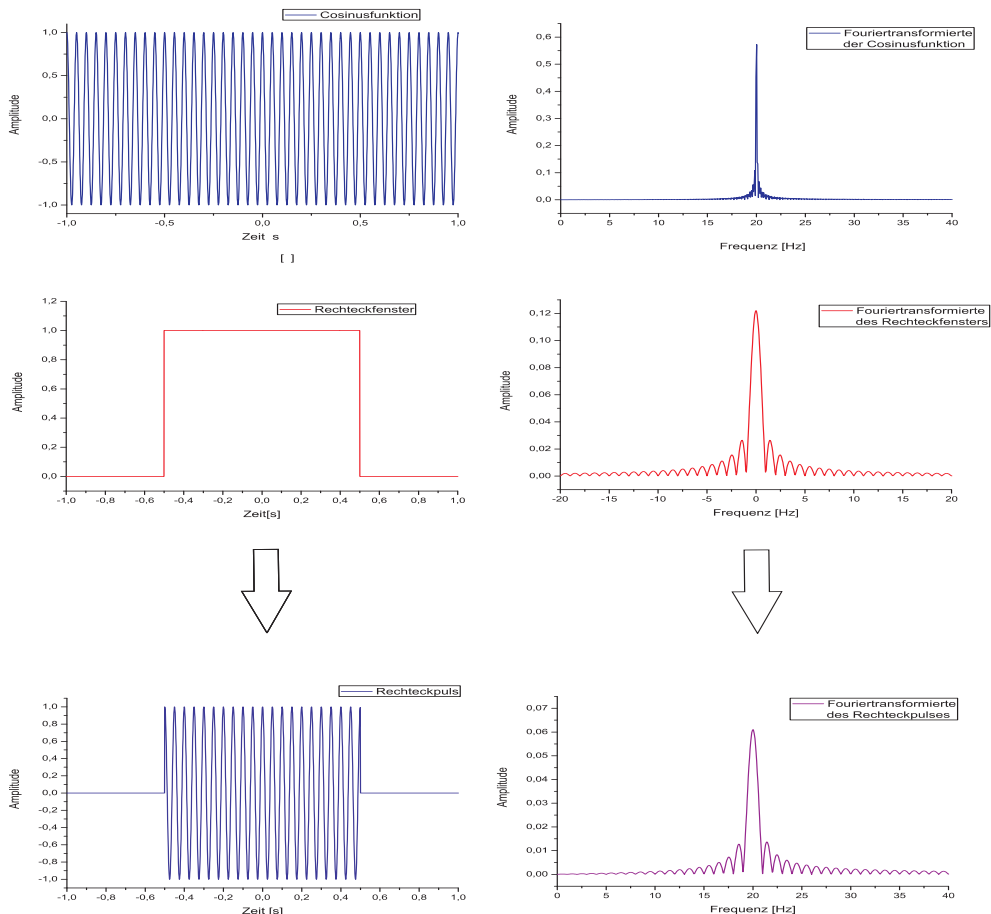 Cosinusfunktion
1,0
0,5
0,0
-0,5
-1,0
Amplitude
-1,0 -0,5 0,0 0,5 1,0
Zeit s
[ ]
Fouriertransformierte
der Cosinusfunktion
0,6
0,5
0,4
0,3
0,2
0,1
0,0
Amplitude
0 5 10 15 20 25 30 35 40
Frequenz [Hz]
Rechteckfenster
1,2
1,0
0,8
0,6
0,4
0,2
0,0
Amplitude
-1,0 -0,8 -0,6 -0,4 -0,2 0,0 0,2 0,4 0,6 0,8 1,0
Zeit[s]
Fouriertransformierte
des Rechteckfensters
0,12
0,10
0,08
0,06
0,04
0,02
0,00
Amplitude
-20 -15 -10 -5 0 5 10 15 20
Frequenz [Hz]
Rechteckpuls
1,0
0,8
0,6
0,4
0,2
0,0
-0,2
-0,4
-0,6
-0,8
-1,0
Amplitude
-1,0 -0,8 -0,6 -0,4 -0,2 0,0 0,2 0,4 0,6 0,8 1,0
Zeit [s]
Fouriertransformierte
des Rechteckpulses
0,07
0,06
0,05
0,04
0,03
0,02
0,01
0,00
Amplitude
0 5 10 15 20 25 30 35 40
Frequenz [Hz]